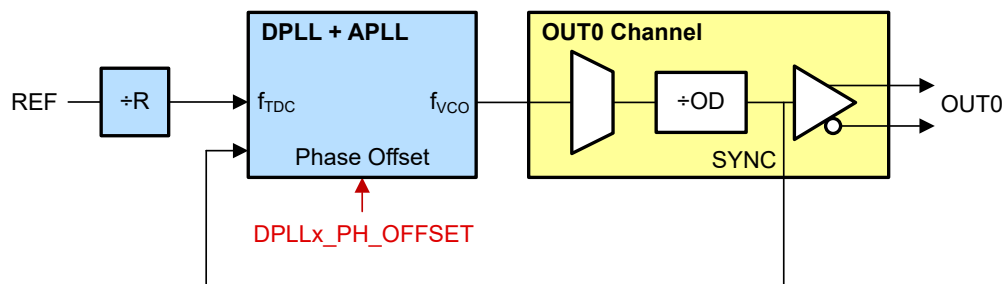 DPLL + APLL
OUT0 Channel
REF
÷R
fTDC
fVCO
÷OD
OUT0
Phase Offset
SYNC
DPLLx_PH_OFFSET